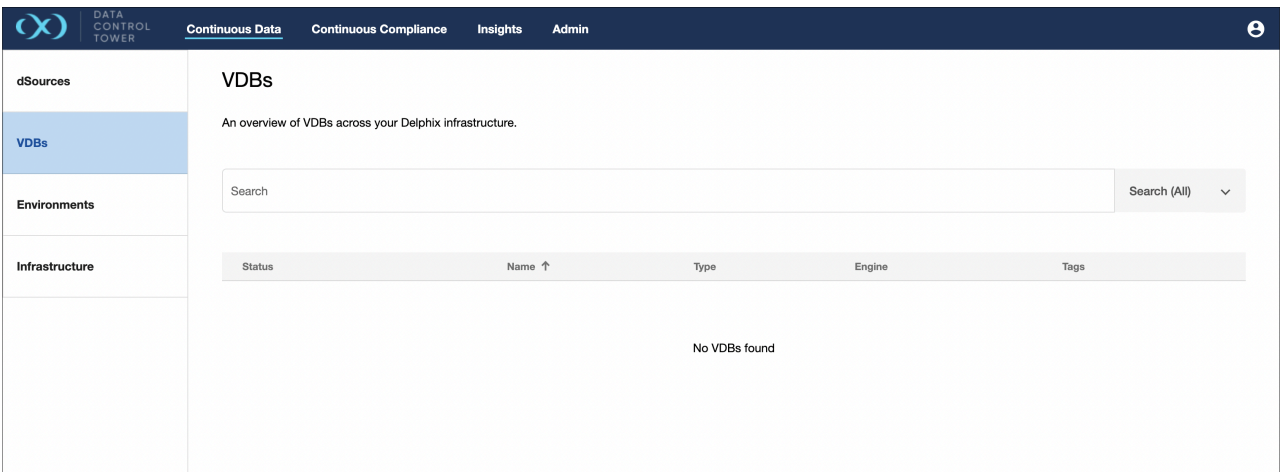 DATA
CONTROL
TOWER
Continuous Data Continuous Compliance Insights Admin
dSources
VDBs
Environments
Infrastructure
VDBs
An overview of VDBs across your Delphix infrastructure.
Search Search (All)
Status Name Type Engine Tags
No VDBs found